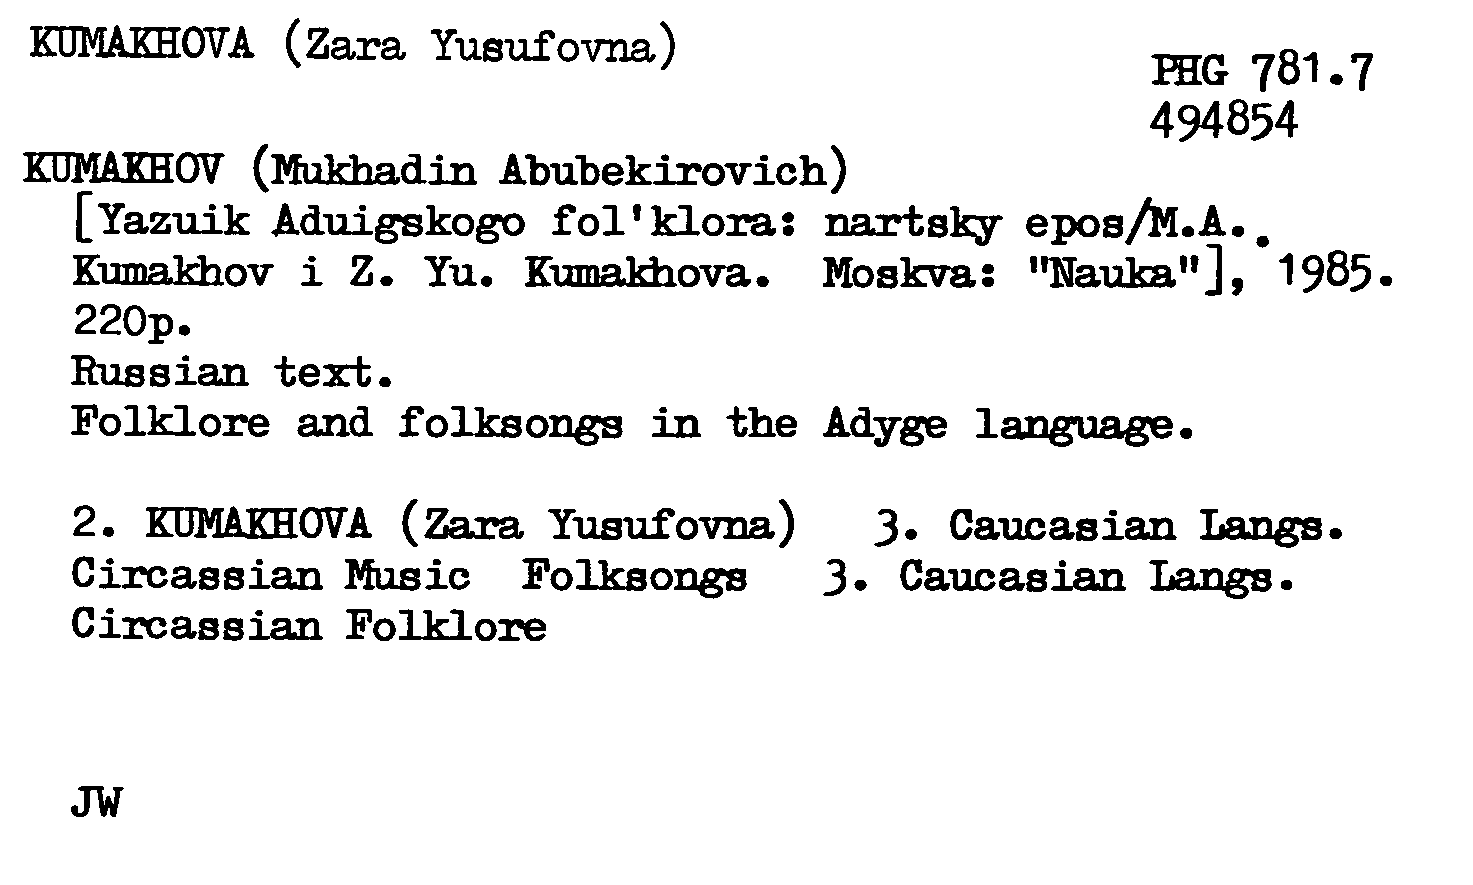 KUMAKHOVA (Zara Yusufovna)
PHG 781.7
494854
KUMAKHOV (Mukhadin Abubekirovich)
[Yazuik Aduigskogo fol'klora: nartsky epos/M.A..
Kumakhov i Z. Yu. Kumakhova. Moskva: "Nauka"], 1985.
220p.
Russian text.
Folklore and folksongs in the Adyge language.
2. KUMAKHOVA (Zara Yusufovna) 3. Caucasian Langs.
Circassian Music Folksongs 3. Caucasian Langs.
Circassian Folklore
JW